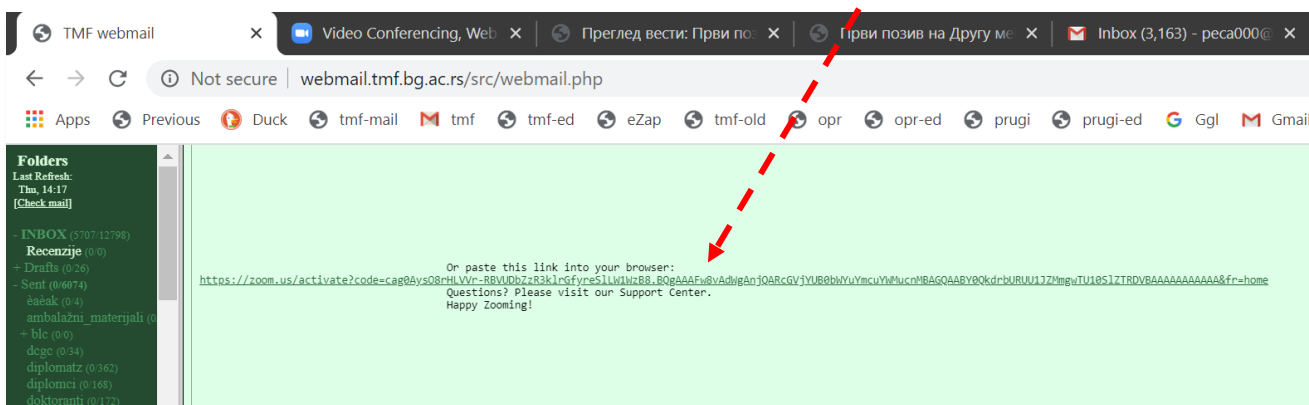 TMF webmail
Video Conferencing, Web
Преглед вести: Први поз
Први позив на Другу ме
Inbox (3,163) - peca000@
Not secure webmail.tmf.bg.ac.rs/src/webmail.php
Apps Previous Duck tmf-mail tmf tmf-ed eZap tmf-old opr opr-ed prugi prugi-ed Ggl Gmail
Folders
Last Refresh:
Thu, 14:17
[Check mail]
- INBOX (5707/12798)
Recenzije (0/0)
+ Drafts (0/26)
- Sent (0/6074)
èaèak (0/4)
ambalažni_materijali (0
+ blc (0/0)
dcgc (0/34)
diplomatz (0/362)
diplomci (0/168)
doktoranti (0/172)
Or paste this link into your browser:
Questions? Please visit our Support Center.
Happy Zooming!